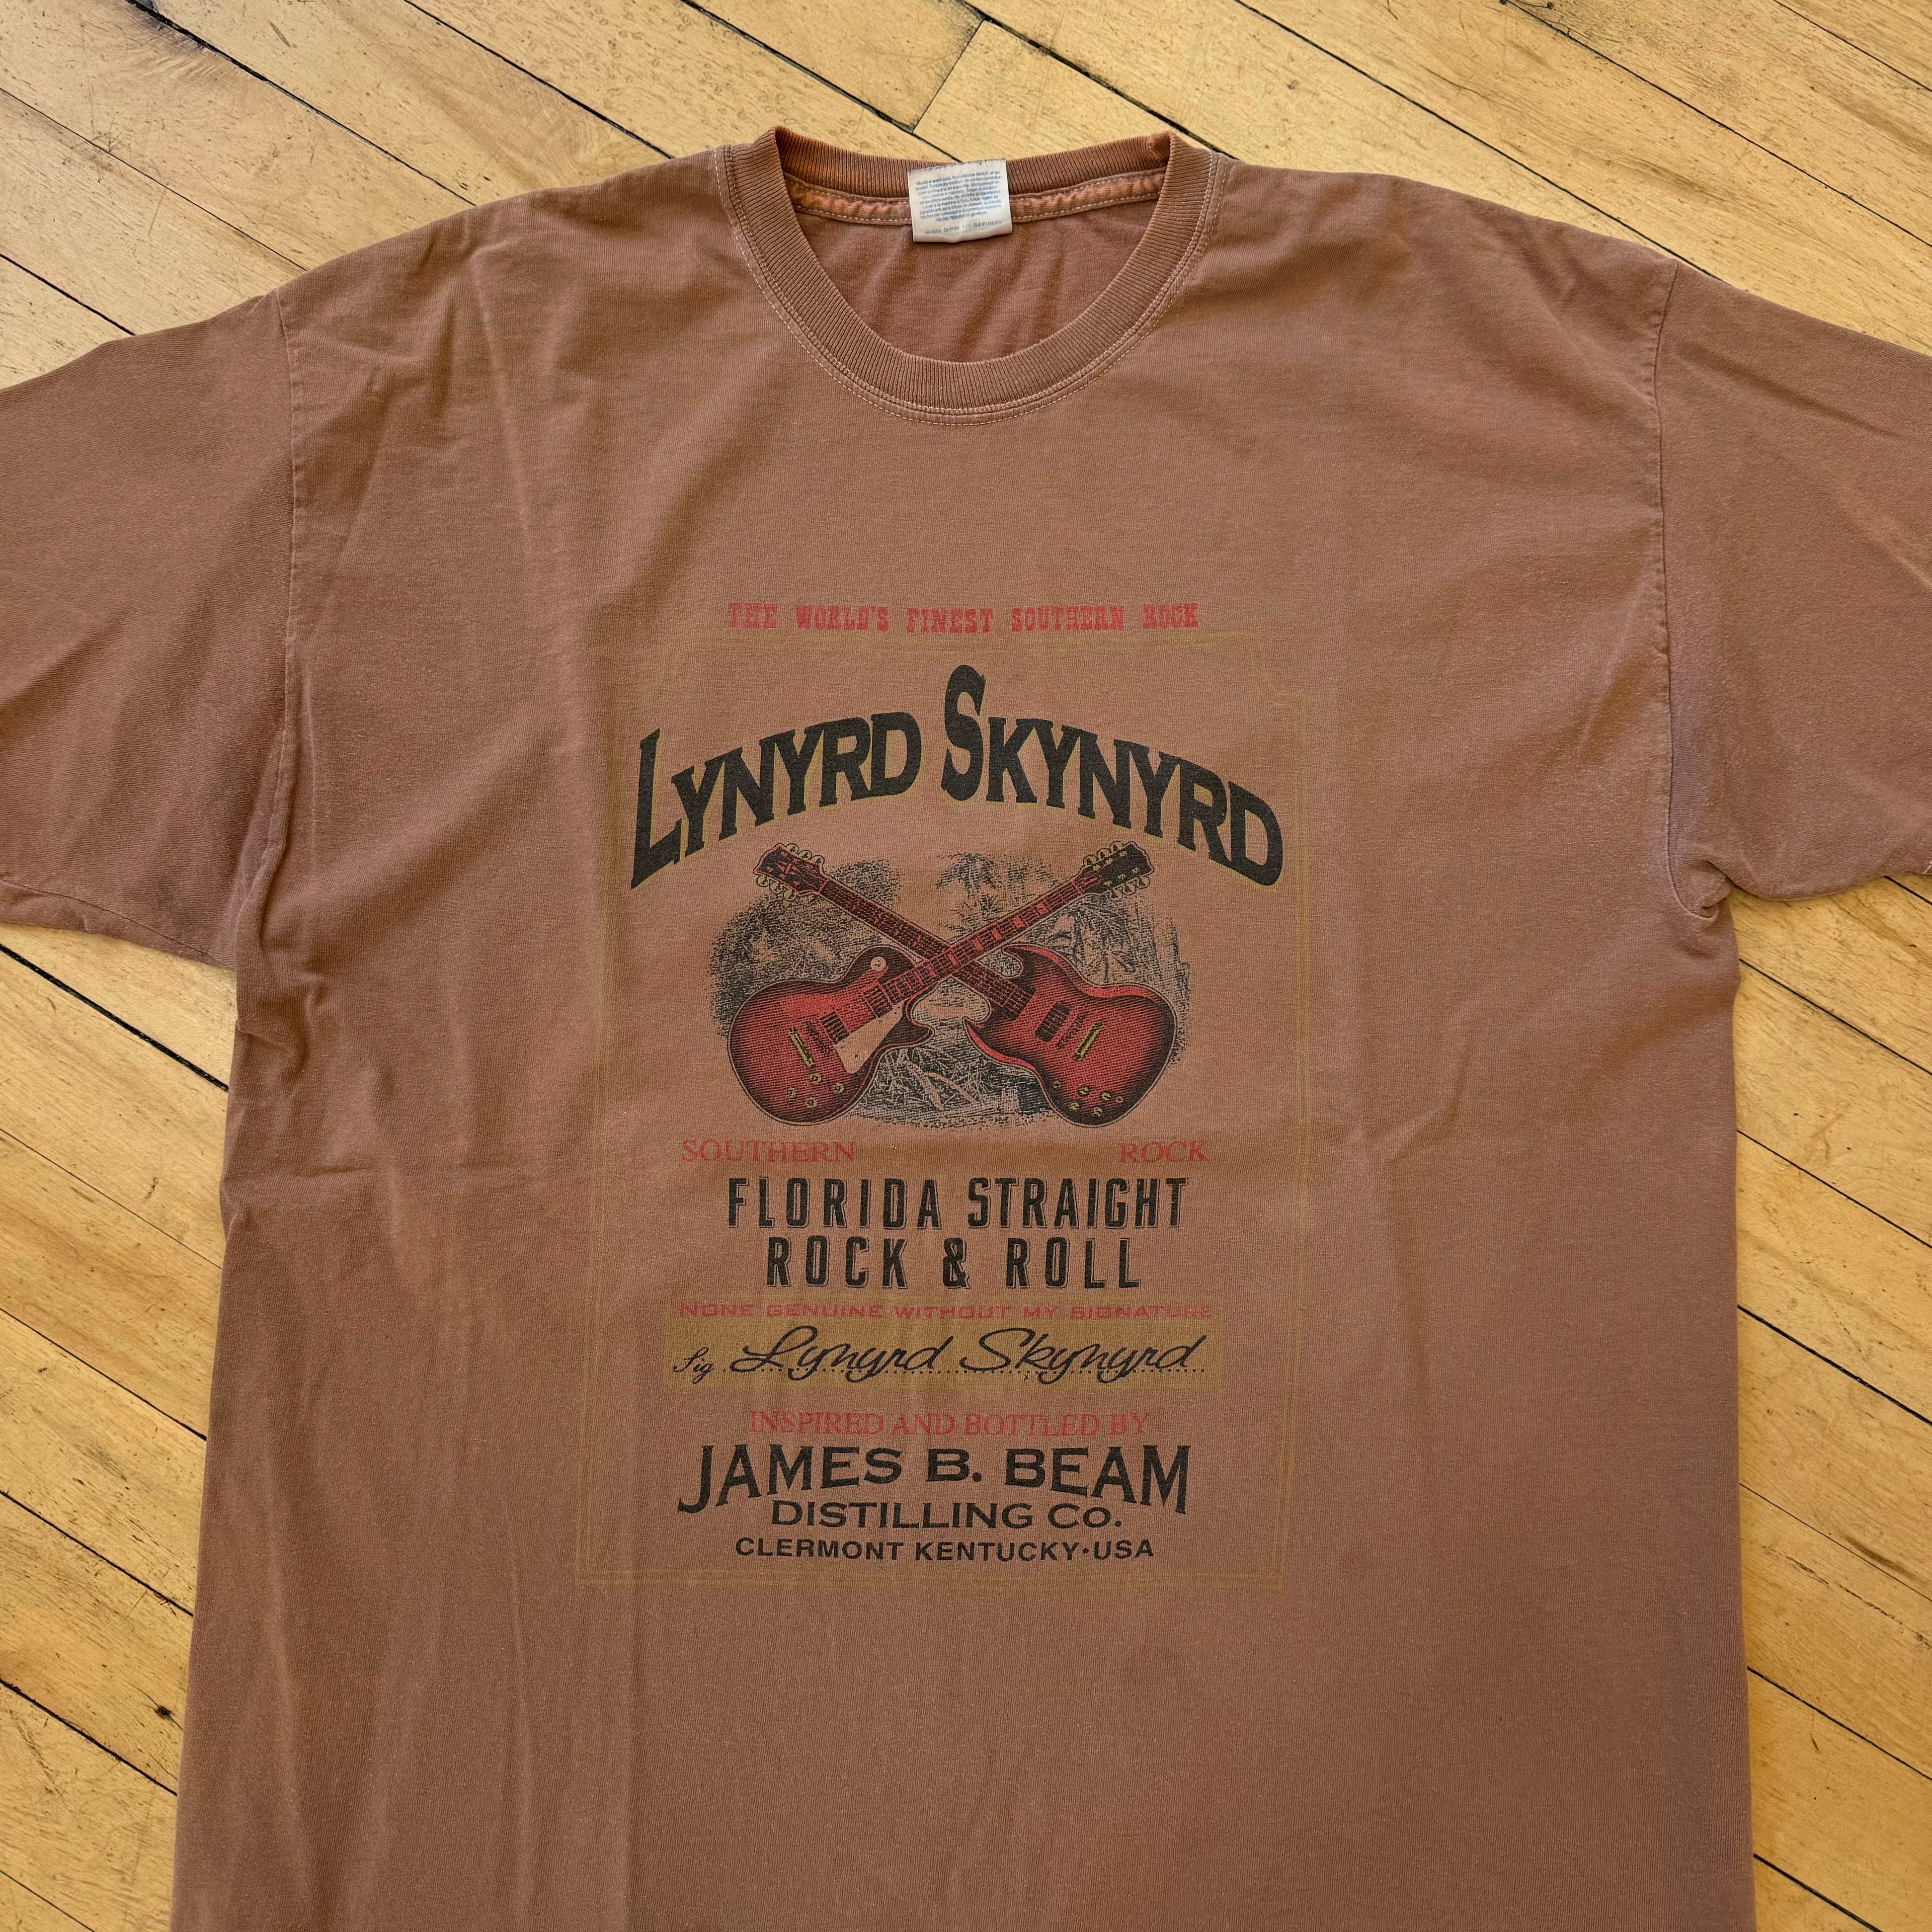 THE WORLD'S FINEST SOUTHERN ROCK
LYNYRD SKYNYRD
SOUTHERN ROCK
FLORIDA STRAIGHT
ROCK & ROLL
NONE GENUINE WITHOUT MY SIGNATURE
Sig. Lynyrd Skynyrd
INSPIRED AND BOTTLED BY
JAMES B. BEAM
DISTILLING CO.
CLERMONT KENTUCKY·USA